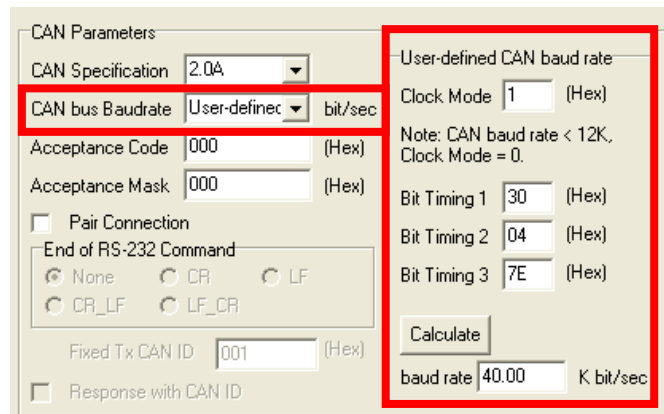 CAN Parameters
CAN Specification 2.0A
CAN bus Baudrate User-defined bit/sec
Acceptance Code 000 (Hex)
Acceptance Mask 000 (Hex)
Pair Connection
End of RS-232 Command
None CR LF
CR_LF LF_CR
Fixed Tx CAN ID 001 (Hex)
Response with CAN ID
User-defined CAN baud rate
Clock Mode 1 (Hex)
Note: CAN baud rate < 12K,
Clock Mode = 0.
Bit Timing 1 30 (Hex)
Bit Timing 2 04 (Hex)
Bit Timing 3 7E (Hex)
Calculate
baud rate 40.00 K bit/sec